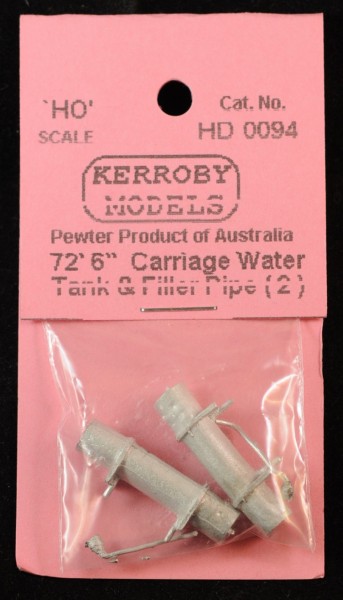 'HO'
SCALE
Cat. No.
HD 0094
KERROBY
MODELS
Pewter Product of Australia
72' 6" Carriage Water
Tank & Filler Pipe ( 2 )